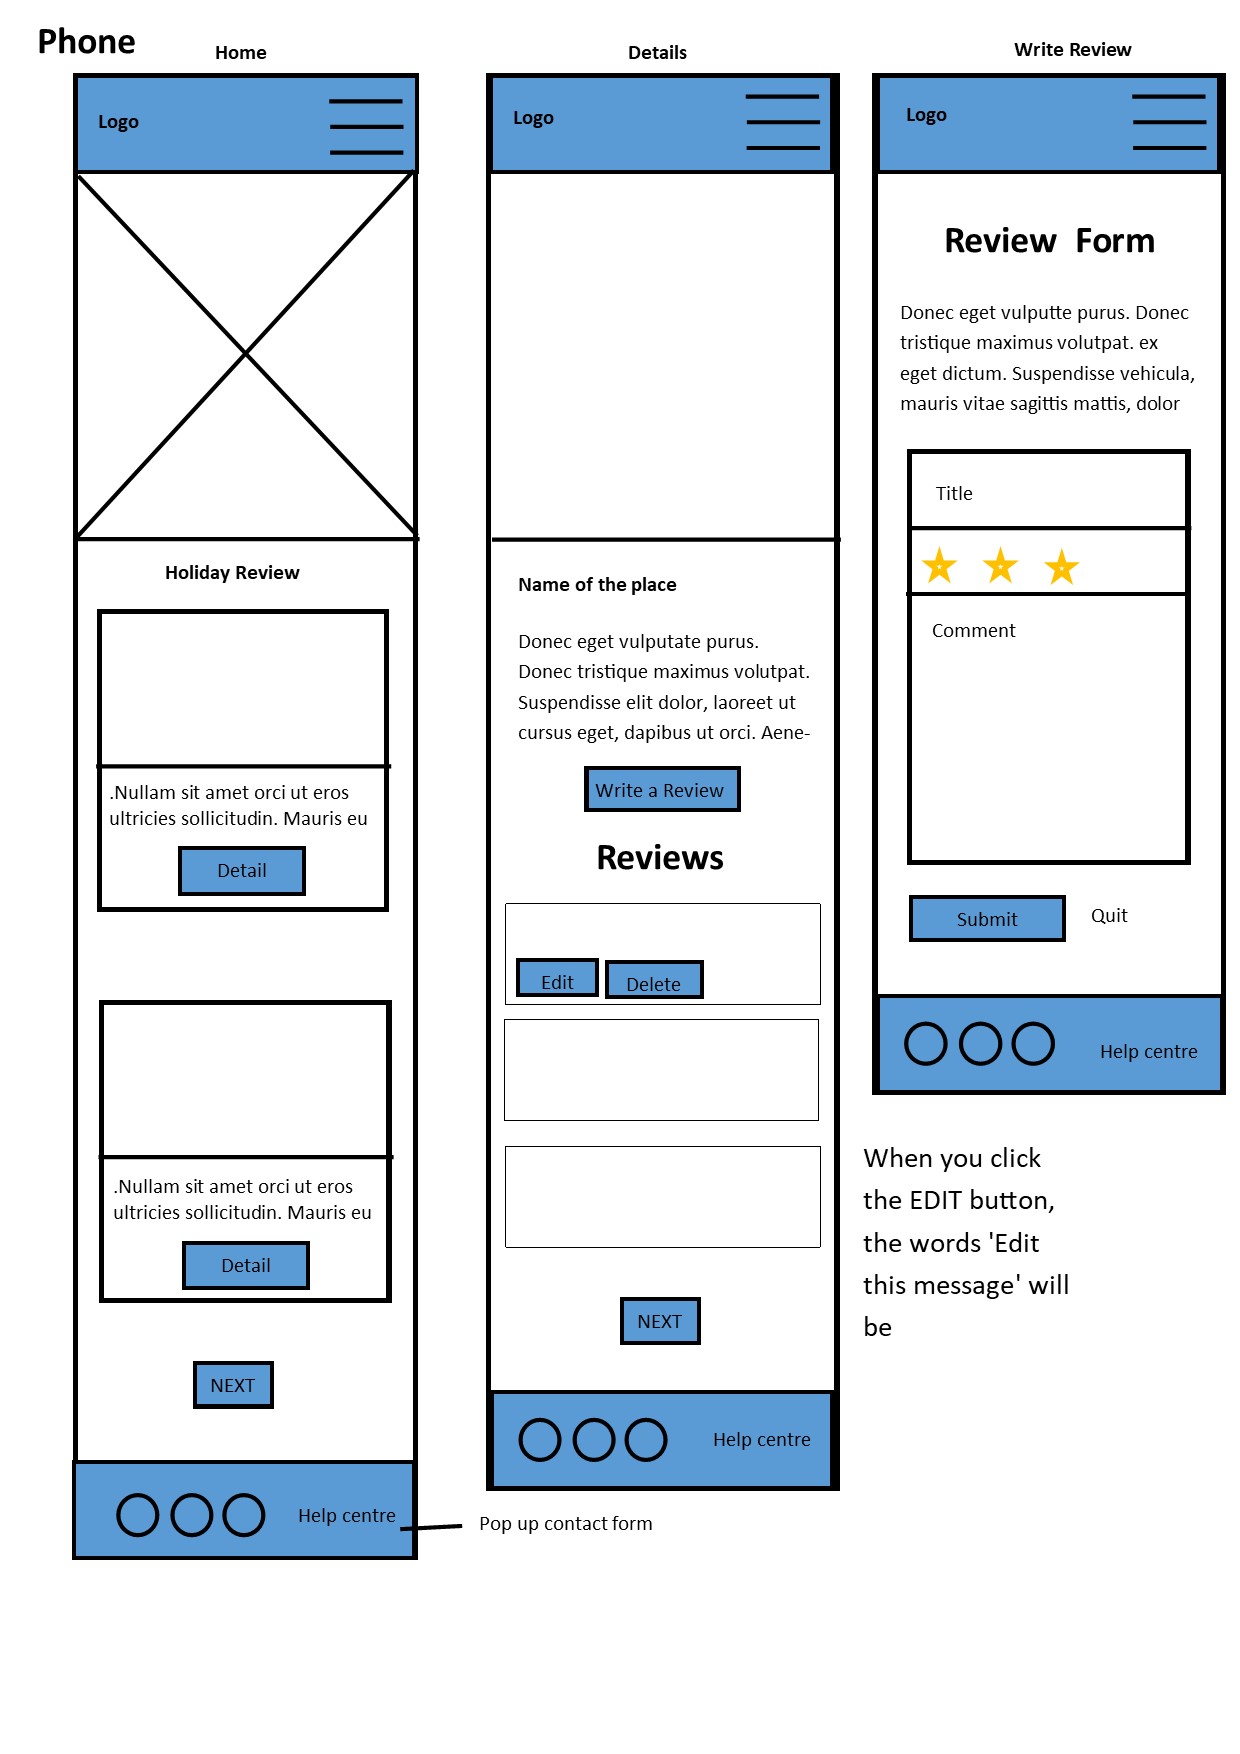 Phone
Home
Logo
Holiday Review
.Nullam sit amet orci ut eros
ultricies sollicitudin. Mauris eu
Detail
.Nullam sit amet orci ut eros
ultricies sollicitudin. Mauris eu
Detail
NEXT
Help centre
Pop up contact form
Details
Logo
Name of the place
Donec eget vulputate purus.
Donec tristique maximus volutpat.
Suspendisse elit dolor, laoreet ut
cursus eget, dapibus ut orci. Aene-
Write a Review
Reviews
Edit
Delete
NEXT
Help centre
Write Review
Logo
Review Form
Donec eget vulputte purus. Donec
tristique maximus volutpat. ex
eget dictum. Suspendisse vehicula,
mauris vitae sagittis mattis, dolor
Title
Comment
Submit
Quit
Help centre
When you click
the EDIT button,
the words 'Edit
this message' will
be